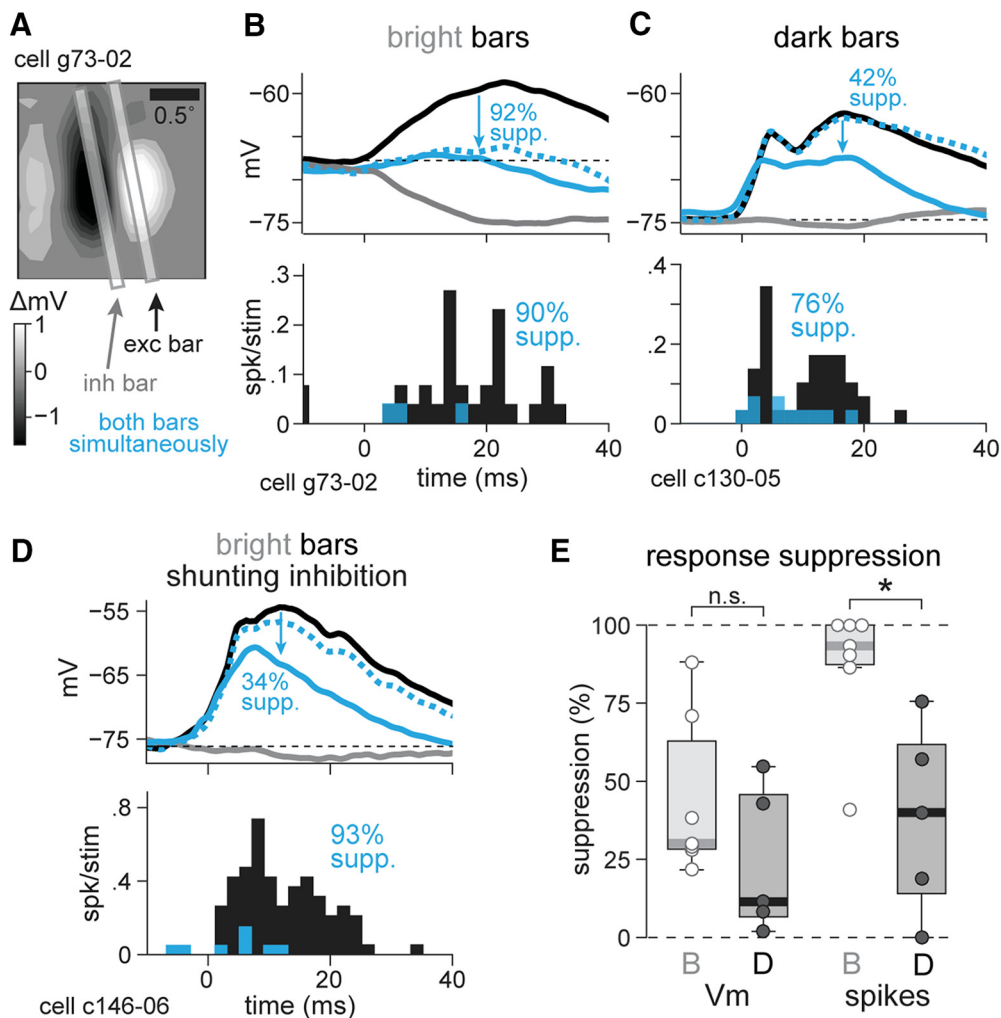 A
cell g73-02
0.5°
ΔmV
1
0
−1
exc bar
inh bar
both bars
simultaneously
B
bright bars
−60
mV
−75
92%
supp.
.3
.2
.1
0
spk/stim
90%
supp.
0
20
40
cell g73-02
time (ms)
C
dark bars
−60
−75
42%
supp.
.4
.2
0
76%
supp.
0
20
40
cell c130-05
D
bright bars
shunting inhibition
−55
−65
−75
mV
34%
supp.
.8
.4
0
spk/stim
93%
supp.
0
20
40
cell c146-06
time (ms)
E
response suppression
n.s.
*
100
75
50
25
0
suppression (%)
B
D
B
D
Vm
spikes